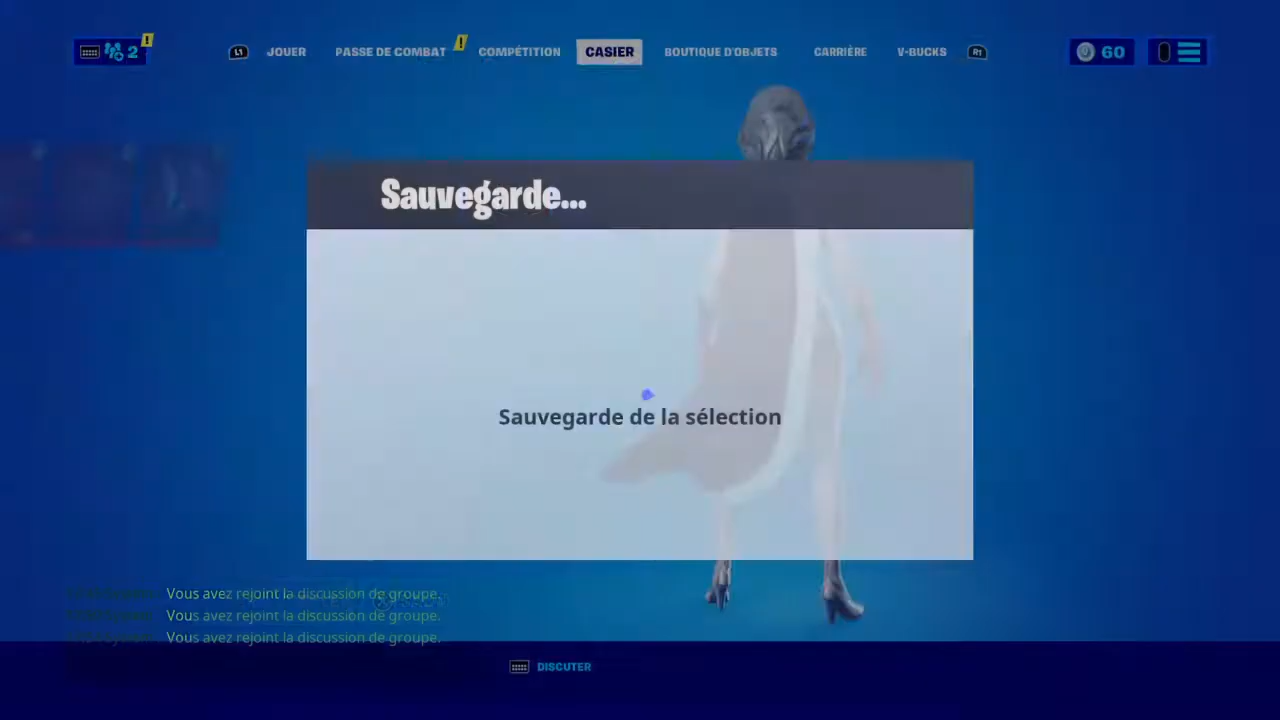 2
L1
JOUER
PASSE DE COMBAT
COMPÉTITION
CASIER
BOUTIQUE D'OBJETS
CARRIÈRE
V-BUCKS
R1
60
Sauvegarde...
Sauvegarde de la sélection
Vous avez rejoint la discussion de groupe.
Vous avez rejoint la discussion de groupe.
Vous avez rejoint la discussion de groupe.
DISCUTER